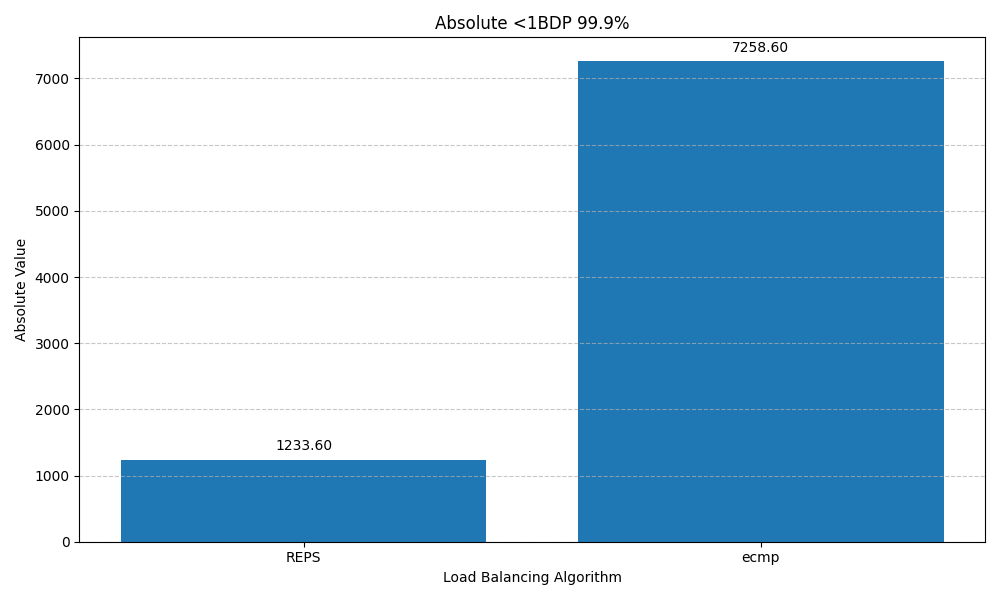 Absolute <1BDP 99.9%
7258.60
1233.60
7000
6000
5000
4000
3000
2000
1000
0
Absolute Value
REPS
ecmp
Load Balancing Algorithm